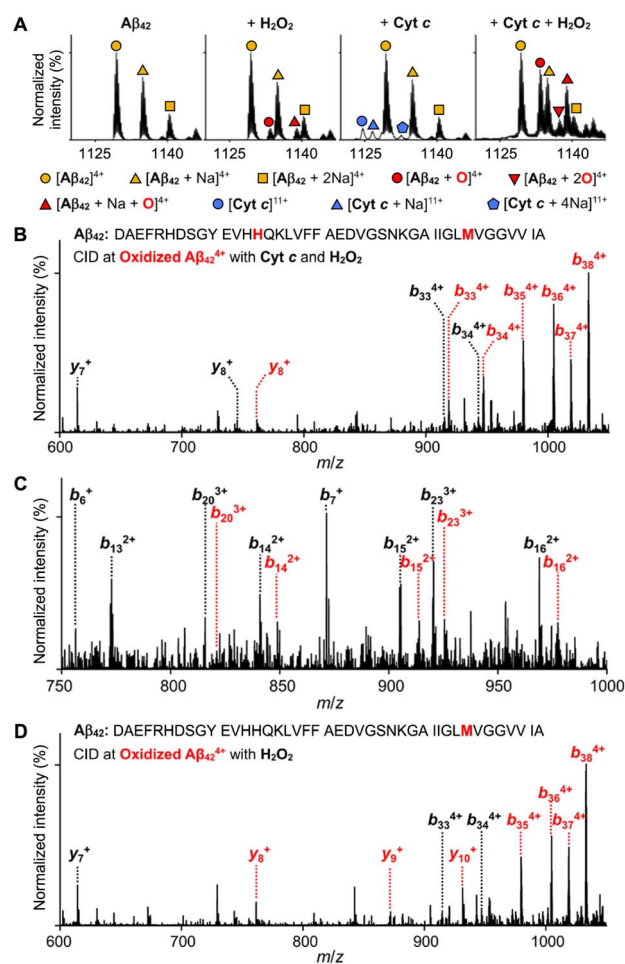 A Aβ₄₂ + H₂O₂ + Cyt c + Cyt c + H₂O₂
Normalized intensity (%)
1125 1140 1125 1140 1125 1140 1125 1140
[Aβ₄₂]⁴⁺ [Aβ₄₂ + Na]⁴⁺ [Aβ₄₂ + 2Na]⁴⁺ [Aβ₄₂ + O]⁴⁺ [Aβ₄₂ + 2O]⁴⁺
[Aβ₄₂ + Na + O]⁴⁺ [Cyt c]¹¹⁺ [Cyt c + Na]¹¹⁺ [Cyt c + 4Na]¹¹⁺
B Aβ₄₂: DAEFRHDSGY EVHHQKLVFF AEDVGSNKGA IIGLMVGGVV IA
CID at Oxidized Aβ₄₂⁴⁺ with Cyt c and H₂O₂
Normalized intensity (%)
y₇⁺ y₈⁺ y₈⁺ b₃₃⁴⁺ b₃₃⁴⁺ b₃₄⁴⁺ b₃₄⁴⁺ b₃₅⁴⁺ b₃₆⁴⁺ b₃₇⁴⁺ b₃₈⁴⁺
600 700 800 900 1000
m/z
C
Normalized intensity (%)
b₆⁺ b₁₃²⁺ b₂₀³⁺ b₂₀³⁺ b₁₄²⁺ b₁₄²⁺ b₇⁺ b₁₅²⁺ b₁₅²⁺ b₂₃³⁺ b₂₃³⁺ b₁₆²⁺ b₁₆²⁺
750 800 850 900 950 1000
m/z
D Aβ₄₂: DAEFRHDSGY EVHHQKLVFF AEDVGSNKGA IIGLMVGGVV IA
CID at Oxidized Aβ₄₂⁴⁺ with H₂O₂
Normalized intensity (%)
y₇⁺ y₈⁺ y₉⁺ y₁₀⁺ b₃₃⁴⁺ b₃₄⁴⁺ b₃₅⁴⁺ b₃₆⁴⁺ b₃₇⁴⁺ b₃₈⁴⁺
600 700 800 900 1000
m/z